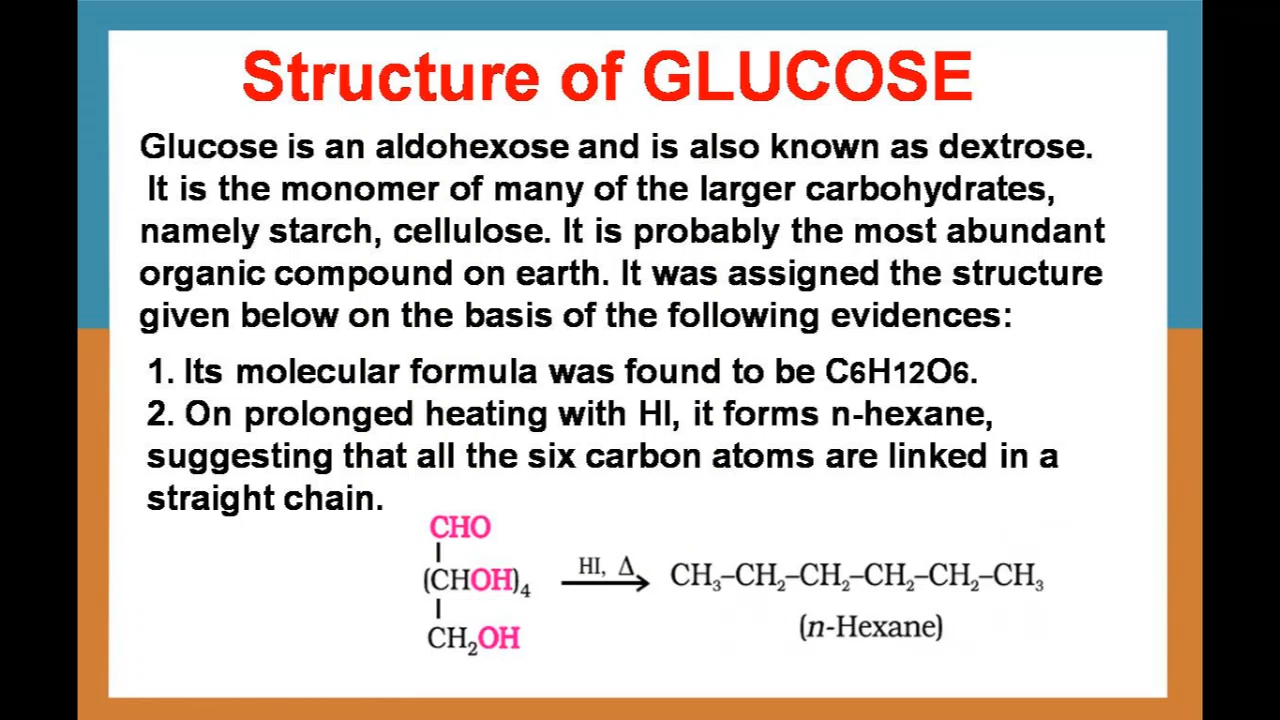 Structure of GLUCOSE
Glucose is an aldohexose and is also known as dextrose.
It is the monomer of many of the larger carbohydrates,
namely starch, cellulose. It is probably the most abundant
organic compound on earth. It was assigned the structure
given below on the basis of the following evidences:
1. Its molecular formula was found to be C6H12O6.
2. On prolonged heating with HI, it forms n-hexane,
suggesting that all the six carbon atoms are linked in a
straight chain.
CHO
(CHOH)₄
CH₂OH
HI, Δ
CH₃–CH₂–CH₂–CH₂–CH₂–CH₃
(n-Hexane)